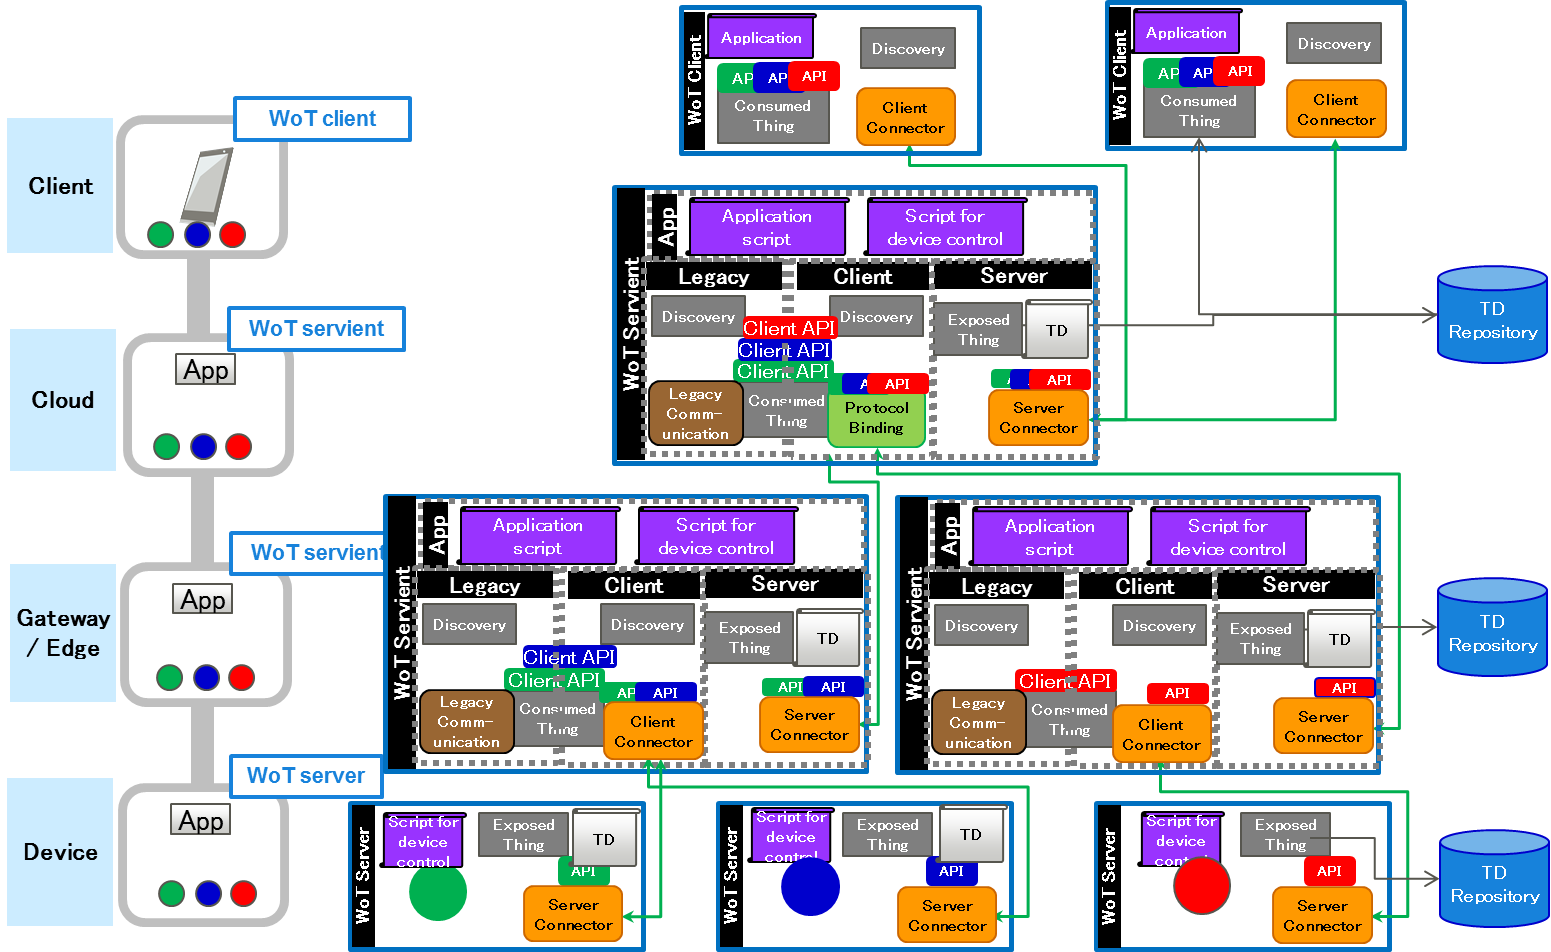 WoT client
Client
WoT servient
App
Cloud
WoT servient
App
Gateway
/ Edge
WoT server
App
Device
WoT Client
Application
Discovery
API
Consumed
Thing
Client
Connector
WoT Client
Application
Discovery
API
Consumed
Thing
Client
Connector
WoT Servient
App
Application
script
Script for
device control
Legacy
Client
Server
Discovery
Discovery
Exposed
Thing
TD
Client API
Client API
Client API
Legacy
Comm-
unication
Consumed
Thing
API
Protocol
Binding
API
Server
Connector
TD
Repository
WoT Servient
App
Application
script
Script for
device control
Legacy
Client
Server
Discovery
Discovery
Exposed
Thing
TD
Client API
Client API
Legacy
Comm-
unication
Consumed
Thing
API
Client
Connector
API
API
Server
Connector
WoT Servient
App
Application
script
Script for
device control
Legacy
Client
Server
Discovery
Discovery
Exposed
Thing
TD
Client API
Legacy
Comm-
unication
Consumed
Thing
API
Client
Connector
API
Server
Connector
TD
Repository
WoT Server
Script for
device
control
Exposed
Thing
TD
API
Server
Connector
WoT Server
Script for
device
control
Exposed
Thing
TD
API
Server
Connector
WoT Server
Script for
device
Exposed
Thing
API
Server
Connector
TD
Repository